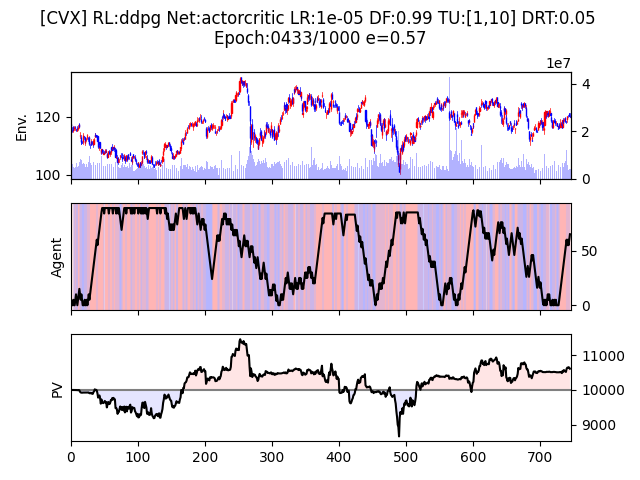 [CVX] RL:ddpg Net:actorcritic LR:1e-05 DF:0.99 TU:[1,10] DRT:0.05
Epoch:0433/1000 e=0.57
1e7
Env.
120
100
4
2
0
Agent
50
0
PV
11000
10000
9000
0 100 200 300 400 500 600 700